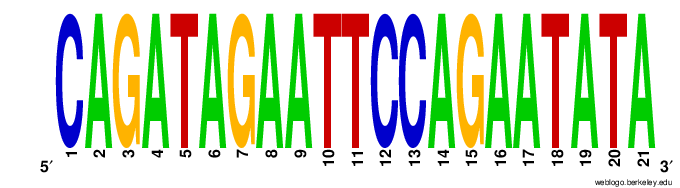 CAGATAGAATTCCAGAATATA
5′ 1 2 3 4 5 6 7 8 9 10 11 12 13 14 15 16 17 18 19 20 21 3′
weblogo.berkeley.edu